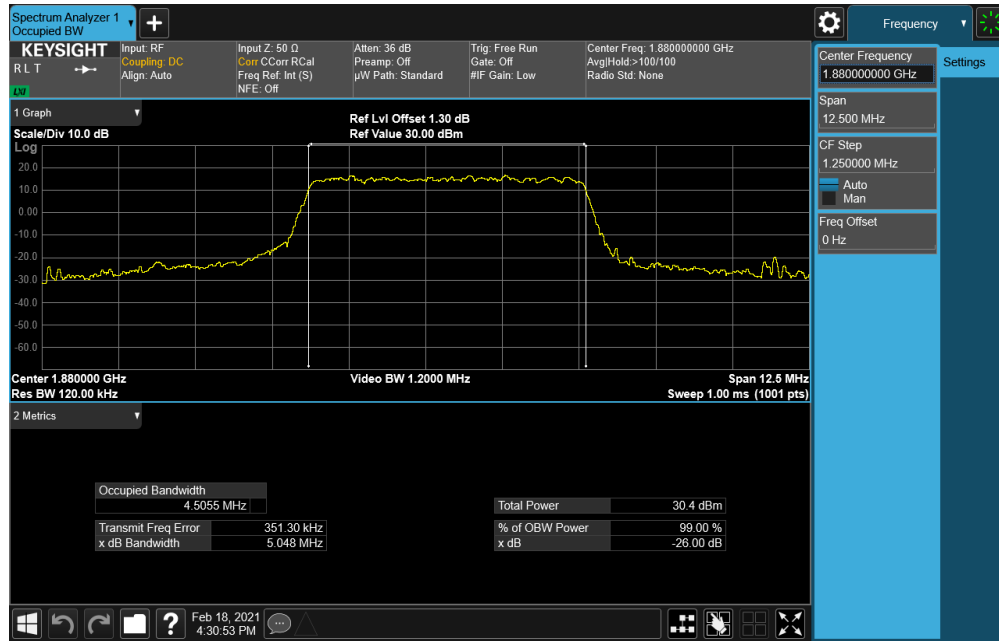 Spectrum Analyzer 1
Occupied BW
Frequency
KEYSIGHT
R L T
LXI
Input: RF
Coupling: DC
Align: Auto
Input Z: 50 Ω
Corr CCorr RCal
Freq Ref: Int (S)
NFE: Off
Atten: 36 dB
Preamp: Off
µW Path: Standard
Trig: Free Run
Gate: Off
#IF Gain: Low
Center Freq: 1.880000000 GHz
Avg|Hold:>100/100
Radio Std: None
Center Frequency
1.880000000 GHz
Settings
Span
12.500 MHz
CF Step
1.250000 MHz
Auto
Man
Freq Offset
0 Hz
1 Graph
Scale/Div 10.0 dB
Ref Lvl Offset 1.30 dB
Ref Value 30.00 dBm
Log
20.0
10.0
0.00
-10.0
-20.0
-30.0
-40.0
-50.0
-60.0
Center 1.880000 GHz
Video BW 1.2000 MHz
Span 12.5 MHz
Res BW 120.00 kHz
Sweep 1.00 ms (1001 pts)
2 Metrics
Occupied Bandwidth
4.5055 MHz
Total Power 30.4 dBm
Transmit Freq Error 351.30 kHz
% of OBW Power 99.00 %
x dB Bandwidth 5.048 MHz
x dB -26.00 dB
Feb 18, 2021
4:30:53 PM